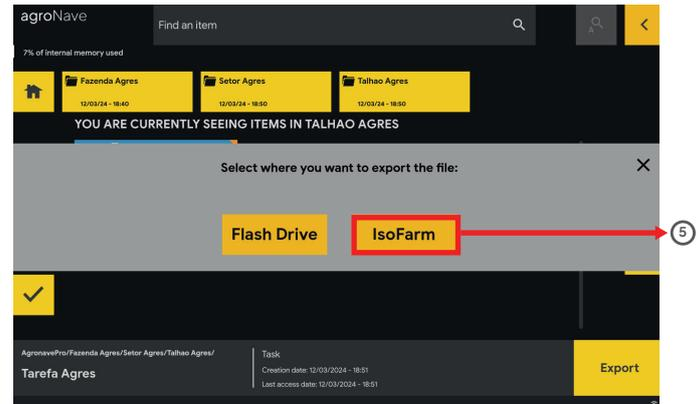 agroNave
Find an item
A
7% of internal memory used
Fazenda Agres
12/03/24 - 18:40
Setor Agres
12/03/24 - 18:50
Talhao Agres
12/03/24 - 18:50
YOU ARE CURRENTLY SEEING ITEMS IN TALHAO AGRES
Select where you want to export the file:
Flash Drive
IsoFarm
5
AgronavePro/Fazenda Agres/Setor Agres/Talhao Agres/
Tarefa Agres
Task
Creation date: 12/03/2024 - 18:51
Last access date: 12/03/2024 - 18:51
Export